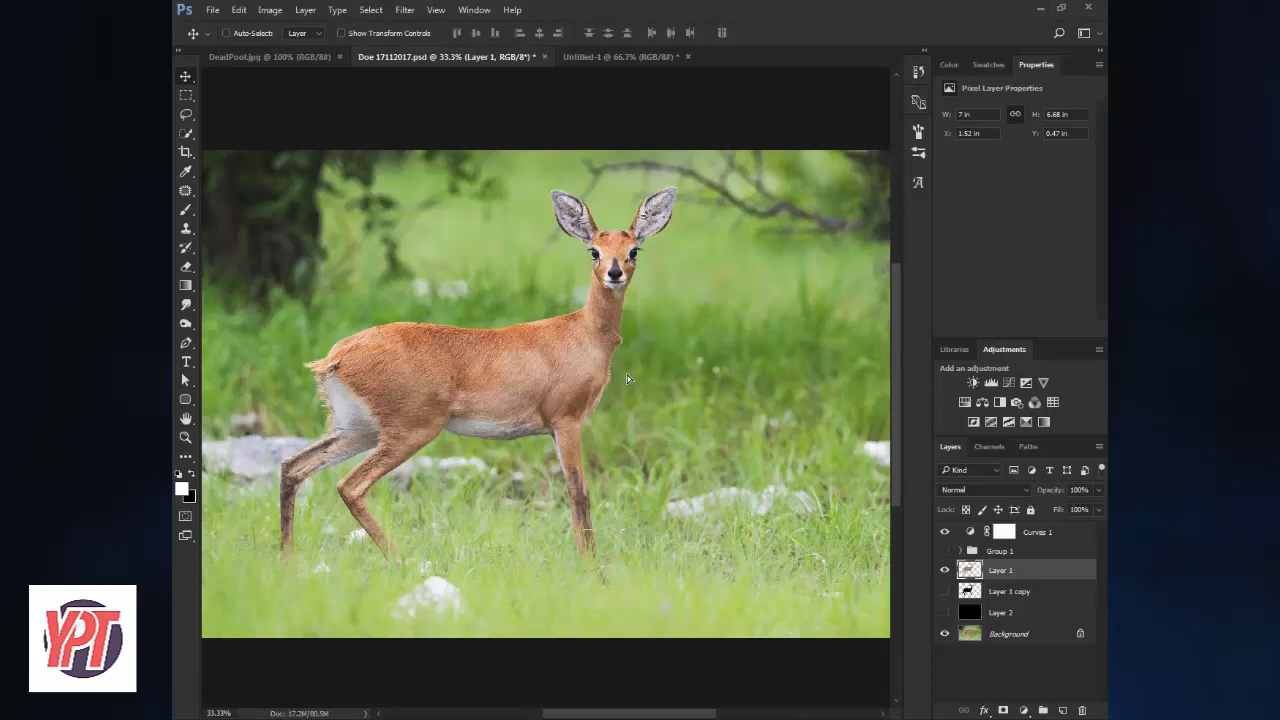 Ps File Edit Image Layer Type Select Filter View Window Help
Auto-Select: Layer Show Transform Controls
DeadPool.jpg @ 100% (RGB/8#) × Doe 17112017.psd @ 33.3% (Layer 1, RGB/8*) * × Untitled-1 @ 66.7% (RGB/8#) * ×
Color Swatches Properties
Pixel Layer Properties
W: 7 in H: 6.68 in
X: 1.52 in Y: 0.47 in
Libraries Adjustments
Add an adjustment
Layers Channels Paths
Kind
Normal Opacity: 100%
Lock: Fill: 100%
Curves 1
Group 1
Layer 1
Layer 1 copy
Layer 2
Background
YPT
33.33% Doc: 17.2M/80.5M